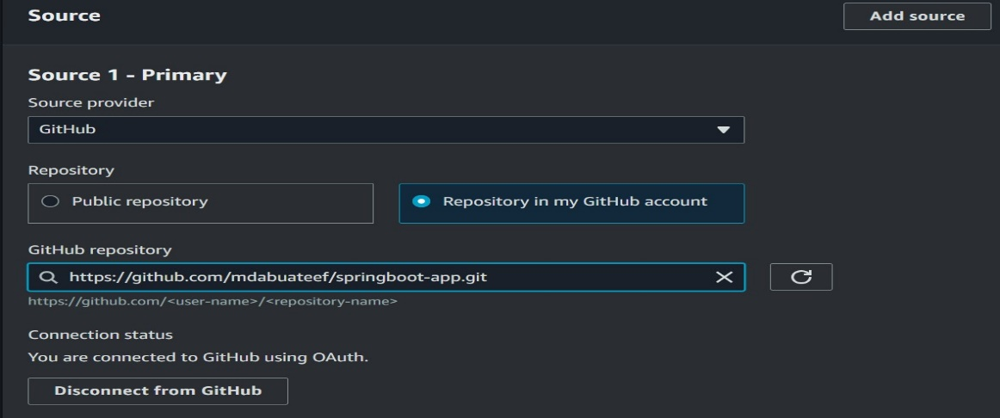 Source
Add source
Source 1 - Primary
Source provider
GitHub
Repository
Public repository
Repository in my GitHub account
GitHub repository
https://github.com/mdabuateef/springboot-app.git
https://github.com/<user-name>/<repository-name>
Connection status
You are connected to GitHub using OAuth.
Disconnect from GitHub